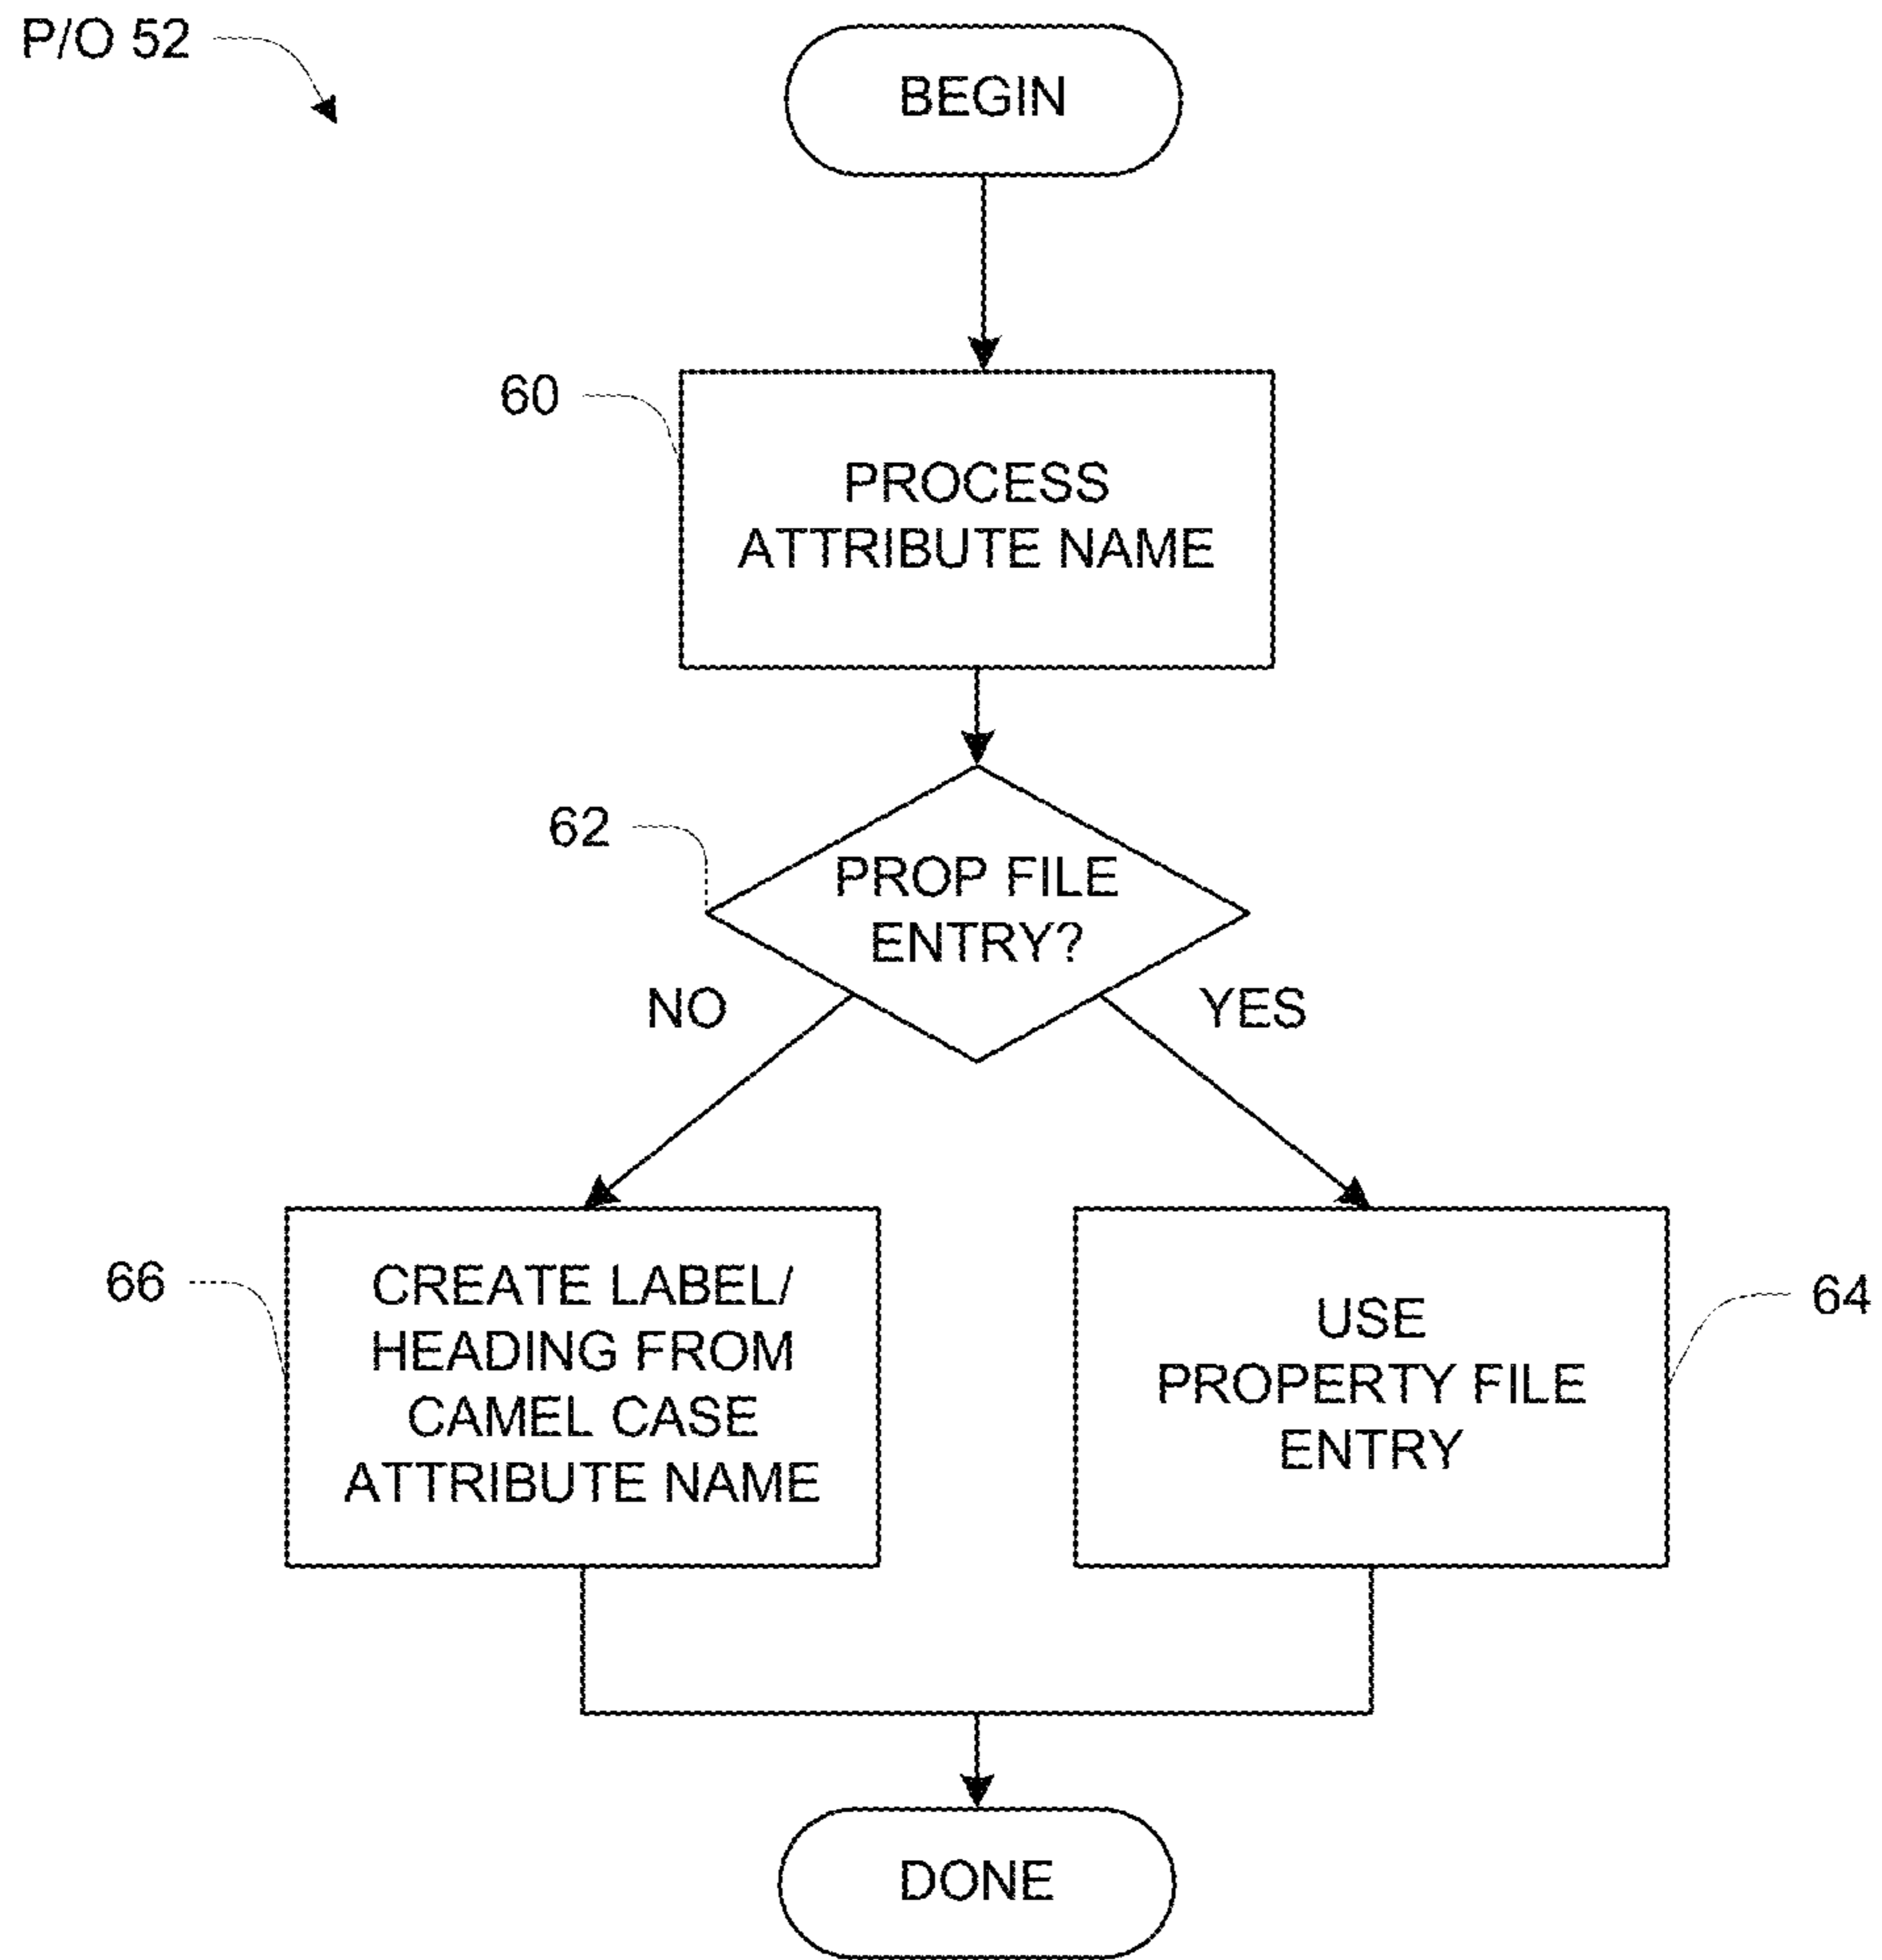 P/O 52
BEGIN
60
PROCESS
ATTRIBUTE NAME
62
PROP FILE
ENTRY?
NO
YES
66
CREATE LABEL/
HEADING FROM
CAMEL CASE
ATTRIBUTE NAME
USE
PROPERTY FILE
ENTRY
64
DONE